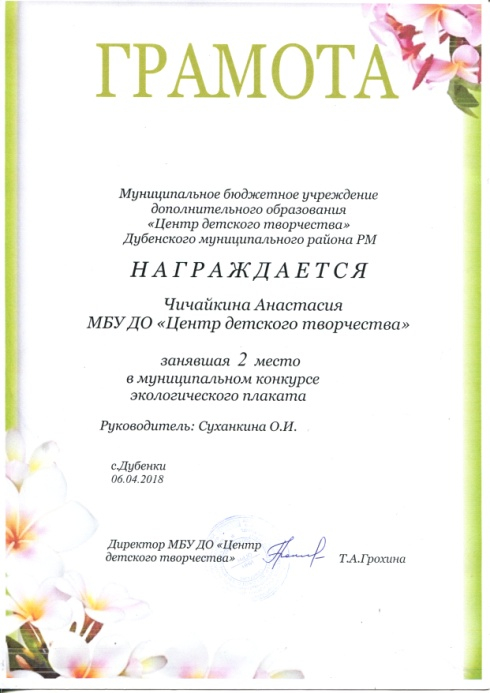 ГРАМОТА
Муниципальное бюджетное учреждение
дополнительного образования
«Центр детского творчества»
Дубенского муниципального района РМ
НАГРАЖДАЕТСЯ
Чичайкина Анастасия
МБУ ДО «Центр детского творчества»
занявшая 2 место
в муниципальном конкурсе
экологического плаката
Руководитель: Суханкина О.И.
с.Дубенки
06.04.2018
Директор МБУ ДО «Центр
детского творчества»
Т.А.Грохина